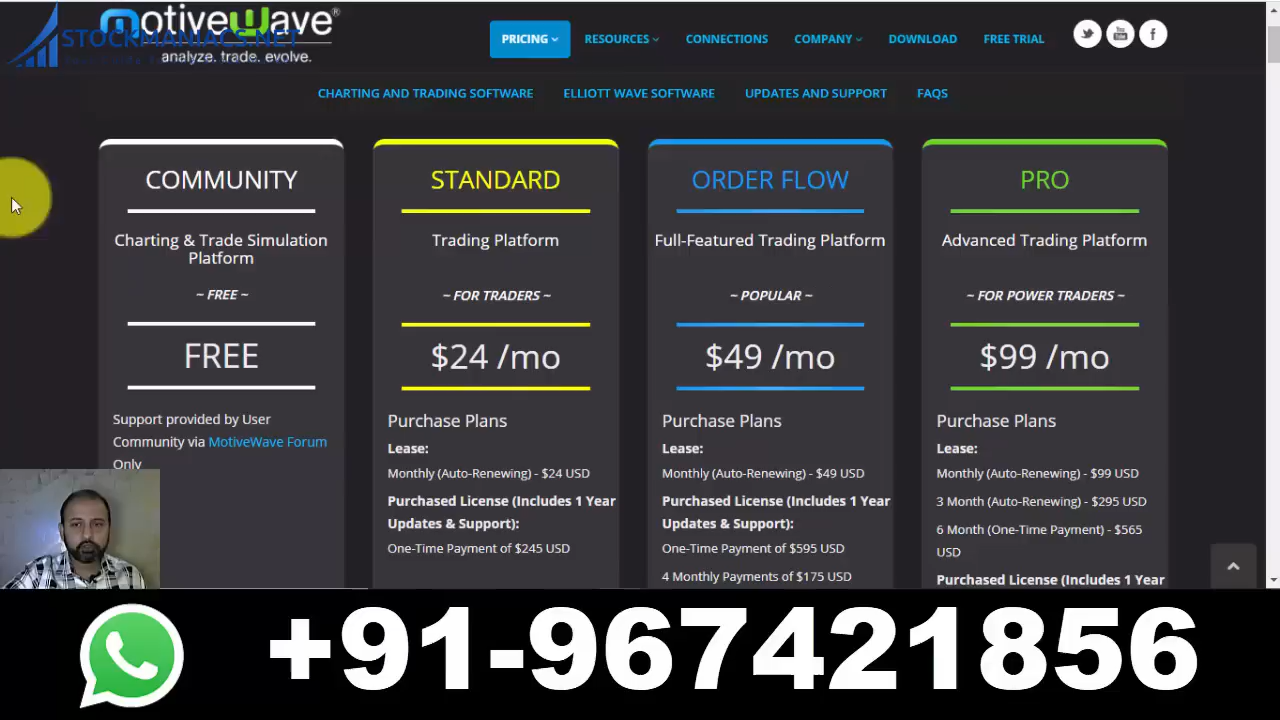 motiveWave®
STOCKMANIACS.NET
analyze. trade. evolve.
PRICING RESOURCES CONNECTIONS COMPANY DOWNLOAD FREE TRIAL
CHARTING AND TRADING SOFTWARE ELLIOTT WAVE SOFTWARE UPDATES AND SUPPORT FAQS
COMMUNITY
Charting & Trade Simulation
Platform
~ FREE ~
FREE
Support provided by User
Community via MotiveWave Forum
Only
STANDARD
Trading Platform
~ FOR TRADERS ~
$24 /mo
Purchase Plans
Lease:
Monthly (Auto-Renewing) - $24 USD
Purchased License (Includes 1 Year
Updates & Support):
One-Time Payment of $245 USD
ORDER FLOW
Full-Featured Trading Platform
~ POPULAR ~
$49 /mo
Purchase Plans
Lease:
Monthly (Auto-Renewing) - $49 USD
Purchased License (Includes 1 Year
Updates & Support):
One-Time Payment of $595 USD
4 Monthly Payments of $175 USD
PRO
Advanced Trading Platform
~ FOR POWER TRADERS ~
$99 /mo
Purchase Plans
Lease:
Monthly (Auto-Renewing) - $99 USD
3 Month (Auto-Renewing) - $295 USD
6 Month (One-Time Payment) - $565
USD
Purchased License (Includes 1 Year
+91-967421856